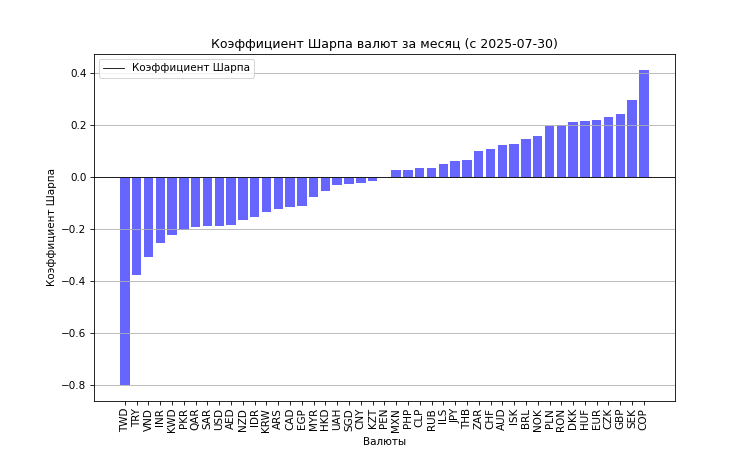 Коэффициент Шарпа валют за месяц (с 2025-07-30)
Коэффициент Шарпа
Коэффициент Шарпа
0.4
0.2
0.0
−0.2
−0.4
−0.6
−0.8
TWD TRY VND INR KWD PKR QAR SAR USD AED NZD IDR KRW ARS CAD EGP MYR HKD UAH SGD CNY KZT PEN MXN PHP CLP RUB ILS JPY THB ZAR CHF AUD ISK BRL NOK PLN RON DKK HUF EUR CZK GBP SEK COP
Валюты